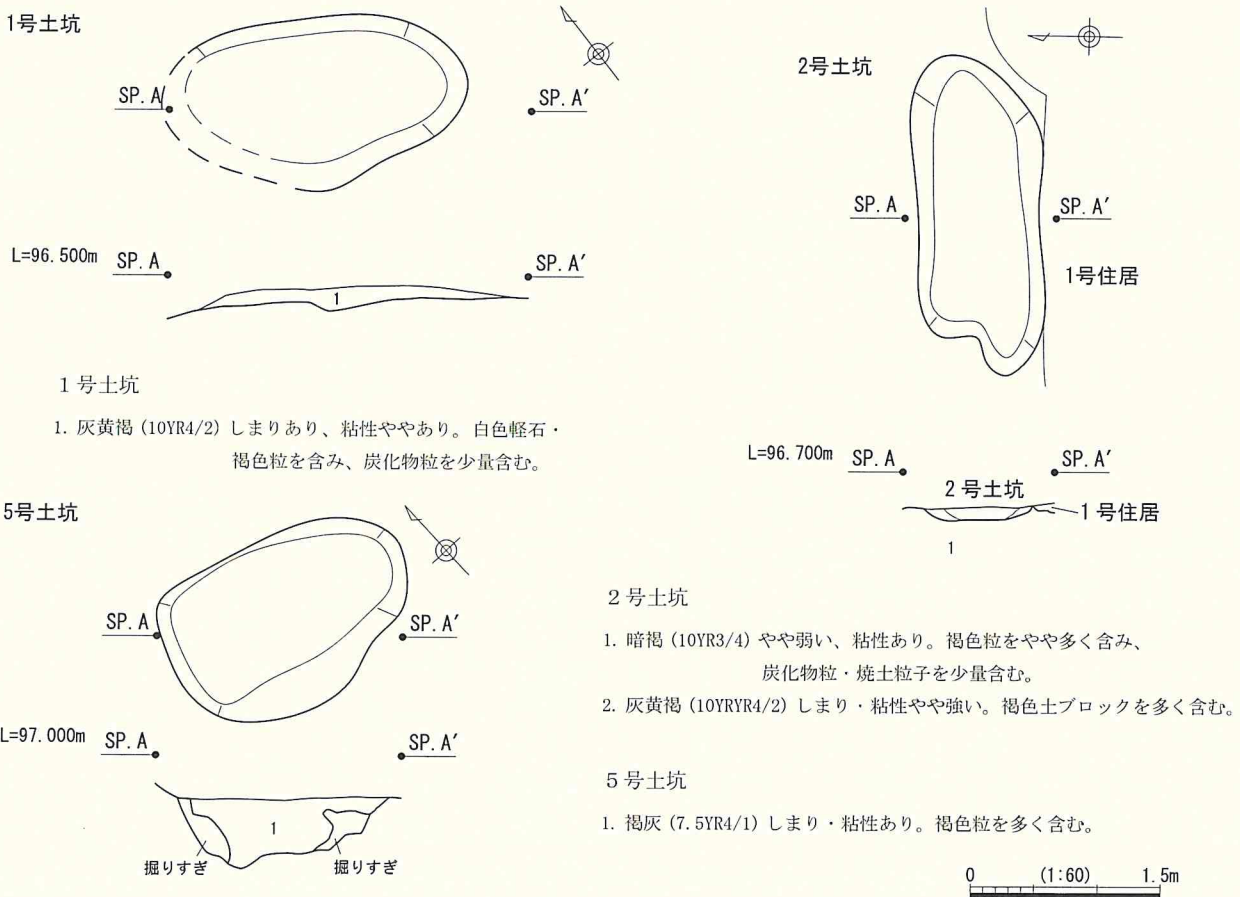 1号土坑
SP. A
SP. A′
L=96.500m SP. A
SP. A′
1
1号土坑
1. 灰黄褐 (10YR4/2) しまりあり、粘性ややあり。白色軽石・
褐色粒を含み、炭化物粒を少量含む。
5号土坑
SP. A
SP. A′
L=97.000m SP. A
SP. A′
1
掘りすぎ
掘りすぎ
2号土坑
SP. A
SP. A′
1号住居
L=96.700m SP. A
SP. A′
2号土坑
1号住居
1
2号土坑
1. 暗褐 (10YR3/4) やや弱い、粘性あり。褐色粒をやや多く含み、
炭化物粒・焼土粒子を少量含む。
2. 灰黄褐 (10YRYR4/2) しまり・粘性やや強い。褐色土ブロックを多く含む。
5号土坑
1. 褐灰 (7.5YR4/1) しまり・粘性あり。褐色粒を多く含む。
0 (1:60) 1.5m